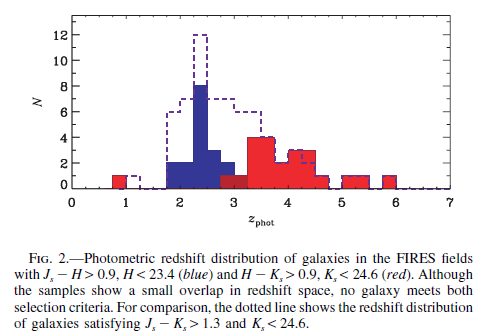 12
10
8
6
4
2
0
N
0 1 2 3 4 5 6 7
z_phot
FIG. 2.—Photometric redshift distribution of galaxies in the FIRES fields
with J_s − H > 0.9, H < 23.4 (blue) and H − K_s > 0.9, K_s < 24.6 (red). Although
the samples show a small overlap in redshift space, no galaxy meets both
selection criteria. For comparison, the dotted line shows the redshift distribution
of galaxies satisfying J_s − K_s > 1.3 and K_s < 24.6.